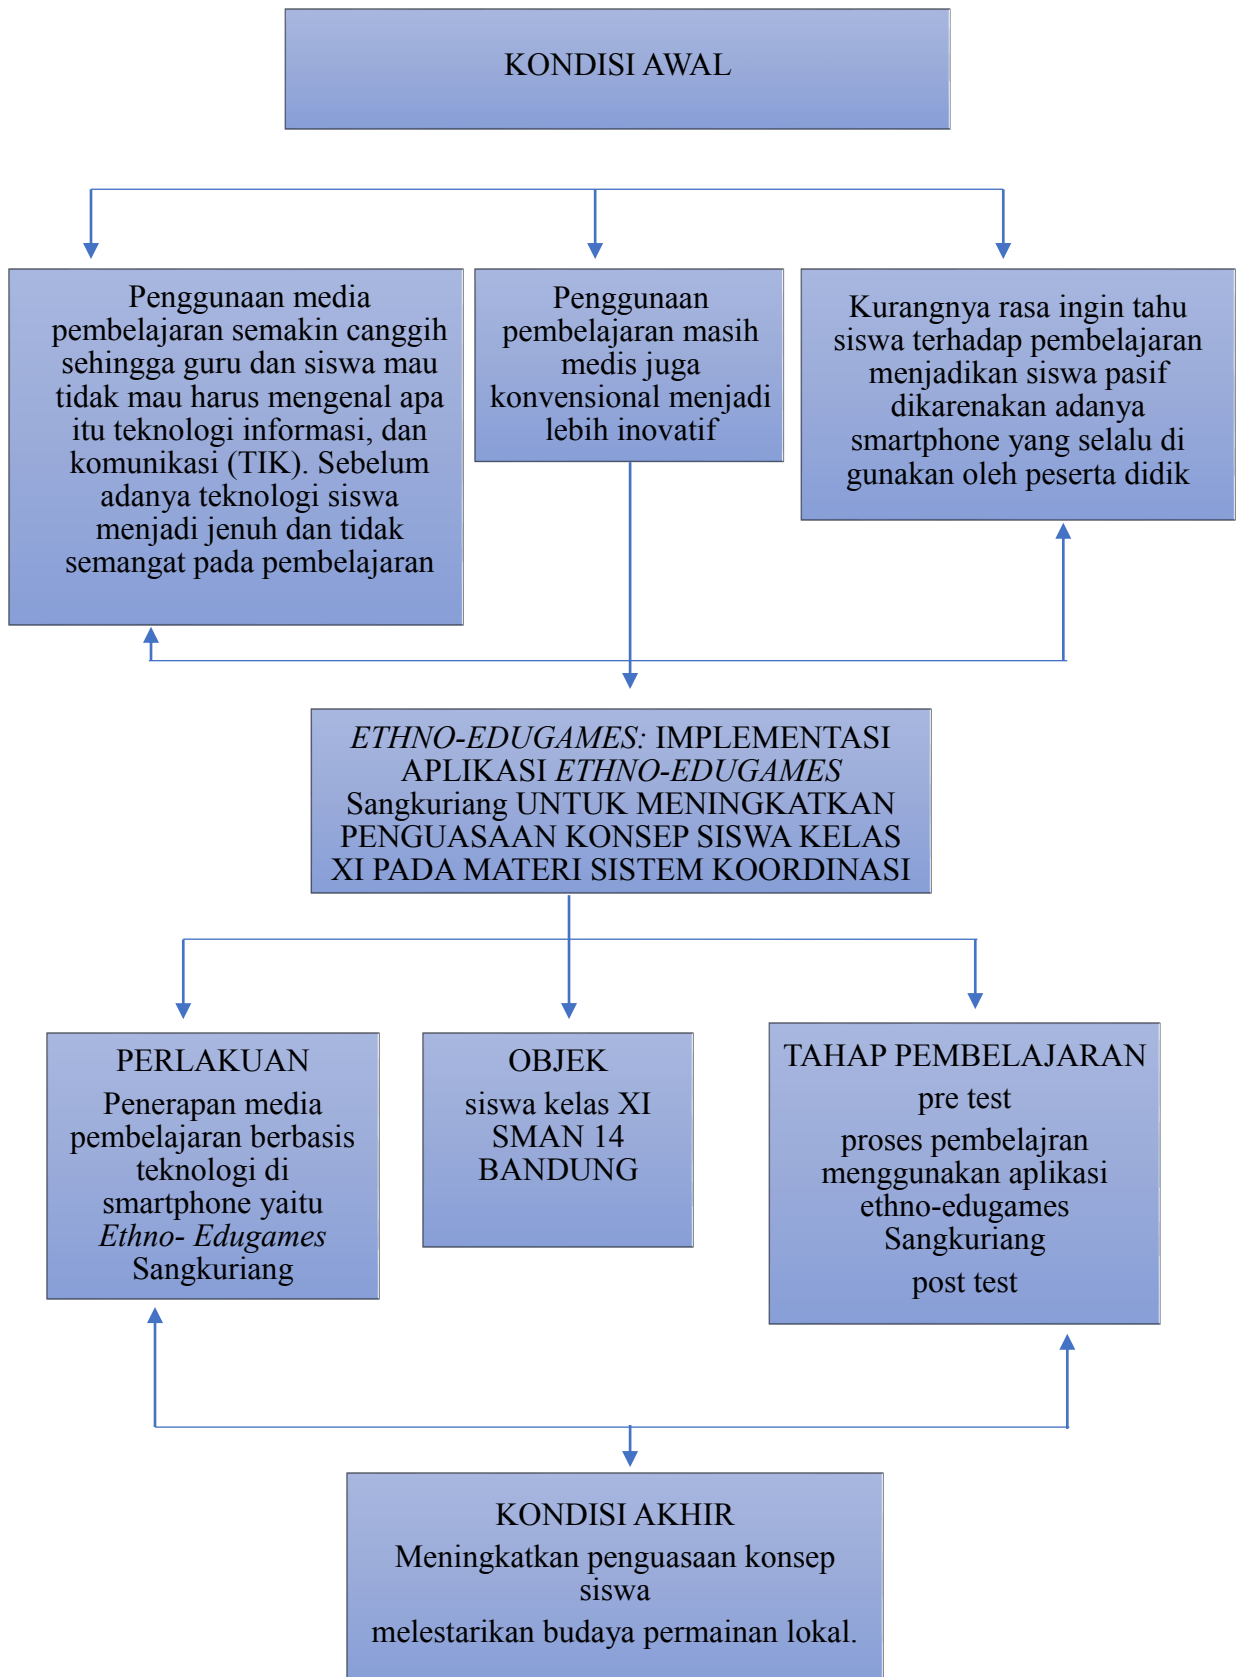 KONDISI AWAL
Penggunaan media
pembelajaran semakin canggih
sehingga guru dan siswa mau
tidak mau harus mengenal apa
itu teknologi informasi, dan
komunikasi (TIK). Sebelum
adanya teknologi siswa
menjadi jenuh dan tidak
semangat pada pembelajaran
Penggunaan
pembelajaran masih
medis juga
konvensional menjadi
lebih inovatif
Kurangnya rasa ingin tahu
siswa terhadap pembelajaran
menjadikan siswa pasif
dikarenakan adanya
smartphone yang selalu di
gunakan oleh peserta didik
ETHNO-EDUGAMES: IMPLEMENTASI
APLIKASI ETHNO-EDUGAMES
Sangkuriang UNTUK MENINGKATKAN
PENGUASAAN KONSEP SISWA KELAS
XI PADA MATERI SISTEM KOORDINASI
PERLAKUAN
Penerapan media
pembelajaran berbasis
teknologi di
smartphone yaitu
Ethno- Edugames
Sangkuriang
OBJEK
siswa kelas XI
SMAN 14
BANDUNG
TAHAP PEMBELAJARAN
pre test
proses pembelajran
menggunakan aplikasi
ethno-edugames
Sangkuriang
post test
KONDISI AKHIR
Meningkatkan penguasaan konsep
siswa
melestarikan budaya permainan lokal.